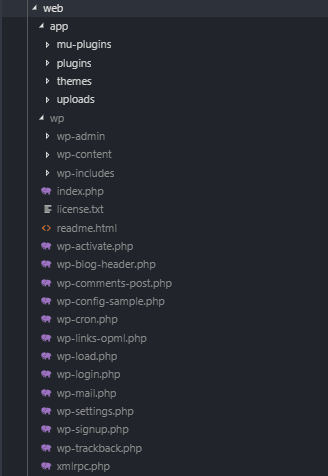 web
app
mu-plugins
plugins
themes
uploads
wp
wp-admin
wp-content
wp-includes
index.php
license.txt
readme.html
wp-activate.php
wp-blog-header.php
wp-comments-post.php
wp-config-sample.php
wp-cron.php
wp-links-opml.php
wp-load.php
wp-login.php
wp-mail.php
wp-settings.php
wp-signup.php
wp-trackback.php
xmlrpc.php